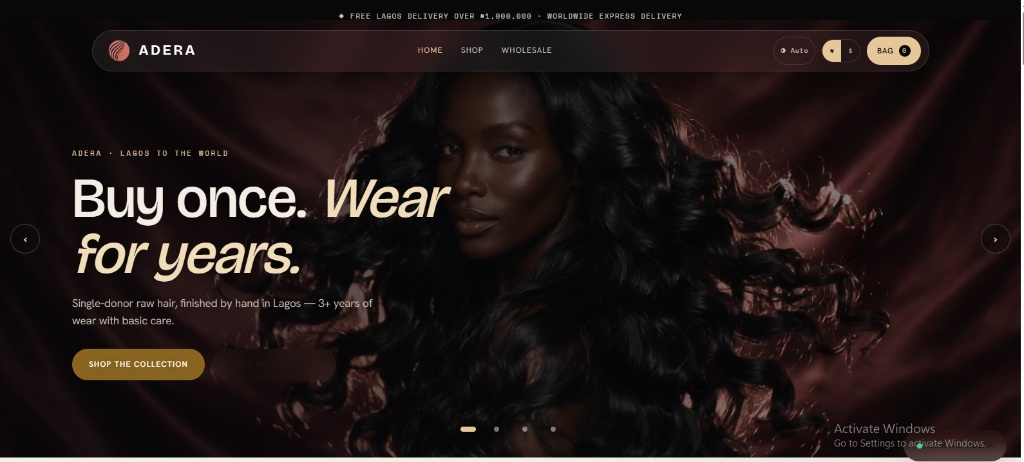 ◆ FREE LAGOS DELIVERY OVER ₦1,000,000 · WORLDWIDE EXPRESS DELIVERY
ADERA
HOME SHOP WHOLESALE
Auto
₦ $
BAG 0
ADERA · LAGOS TO THE WORLD
Buy once. Wear
for years.
Single-donor raw hair, finished by hand in Lagos — 3+ years of
wear with basic care.
SHOP THE COLLECTION
Activate Windows
Go to Settings to activate Windows.